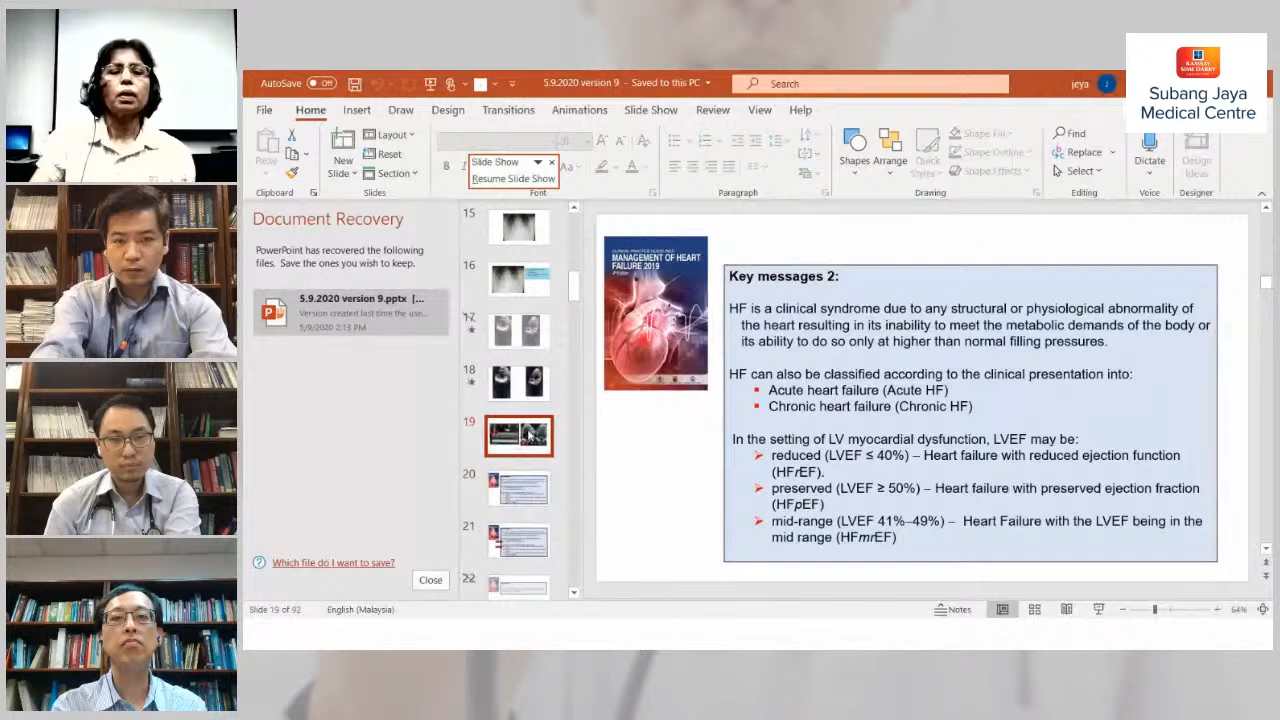 RAMSAY
SIME DARBY
Subang Jaya
Medical Centre
AutoSave Off
5.9.2020 version 9 – Saved to this PC
Search
jeya
J
File Home Insert Draw Design Transitions Animations Slide Show Review View Help
Paste
Clipboard
New
Slide
Layout
Reset
Section
Slides
B
Slide Show
Resume Slide Show
Aa
Font
Paragraph
Shapes
Arrange
Quick
Styles
Shape Fill
Shape Outline
Shape Effects
Drawing
Find
Replace
Select
Editing
Dictate
Voice
Design
Ideas
Designer
Document Recovery
PowerPoint has recovered the following
files. Save the ones you wish to keep.
5.9.2020 version 9.pptx [...
Version created last time the use...
5/9/2020 2:13 PM
Which file do I want to save?
Close
15
16
17
18
19
20
21
22
MANAGEMENT OF HEART
FAILURE 2019
Key messages 2:
HF is a clinical syndrome due to any structural or physiological abnormality of
the heart resulting in its inability to meet the metabolic demands of the body or
its ability to do so only at higher than normal filling pressures.
HF can also be classified according to the clinical presentation into:
▪ Acute heart failure (Acute HF)
▪ Chronic heart failure (Chronic HF)
In the setting of LV myocardial dysfunction, LVEF may be:
➢ reduced (LVEF ≤ 40%) – Heart failure with reduced ejection function
(HFrEF).
➢ preserved (LVEF ≥ 50%) – Heart failure with preserved ejection fraction
(HFpEF)
➢ mid-range (LVEF 41%–49%) – Heart Failure with the LVEF being in the
mid range (HFmrEF)
Slide 19 of 92
English (Malaysia)
Notes
64%